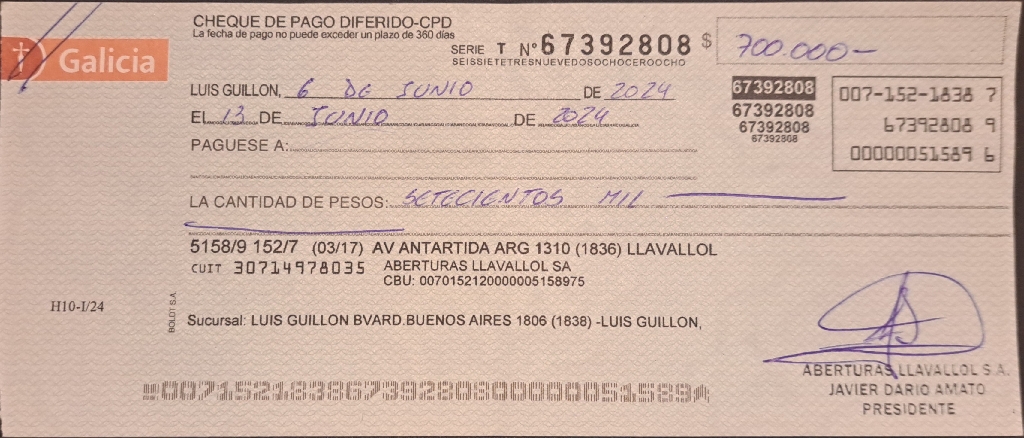 CHEQUE DE PAGO DIFERIDO-CPD
La fecha de pago no puede exceder un plazo de 360 días
Galicia
SERIE T Nº 67392808 $ 700.000—
SEISSIETETRESNUEVEDOSOCHOCEROOCHO
LUIS GUILLON, 6 DE JUNIO DE 2024
EL 13 DE JUNIO DE 2024
PAGUESE A:
67392808
67392808
67392808
67392808
007-152-1838 7
67392808 9
00000051589 6
LA CANTIDAD DE PESOS: SETECIENTOS MIL
5158/9 152/7 (03/17) AV ANTARTIDA ARG 1310 (1836) LLAVALLOL
CUIT 30714978035 ABERTURAS LLAVALLOL SA
CBU: 0070152120000005158975
H10-I/24
BOLDT S.A.
Sucursal: LUIS GUILLON BVARD.BUENOS AIRES 1806 (1838) -LUIS GUILLON,
ABERTURAS LLAVALLOL S.A.
JAVIER DARIO AMATO
PRESIDENTE
00715218386739280800000051589